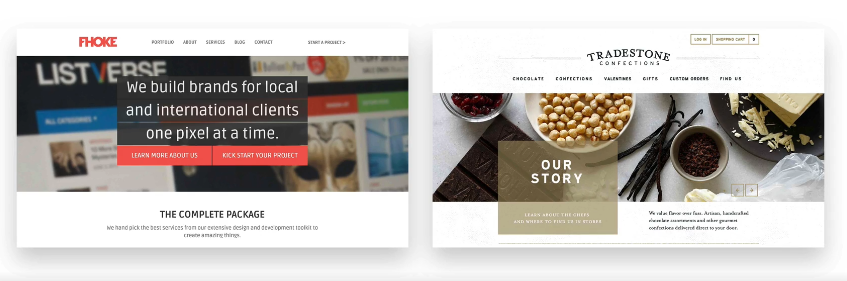 FHOKE
PORTFOLIO ABOUT SERVICES BLOG CONTACT START A PROJECT >
LISTVERSE
ALL CATEGORIES
We build brands for local
and international clients
one pixel at a time.
LEARN MORE ABOUT US KICK START YOUR PROJECT
THE COMPLETE PACKAGE
We hand pick the best services from our extensive design and development toolkit to
create amazing things.
LOG IN SHOPPING CART
TRADESTONE
CONFECTIONS
CHOCOLATE CONFECTIONS VALENTINES GIFTS CUSTOM ORDERS FIND US
OUR
STORY
LEARN ABOUT THE CHEFS
AND WHERE TO FIND US IN STORES
We value flavor over fuss. Artisan, handcrafted
chocolate assortments and other gourmet
confections delivered direct to your door.